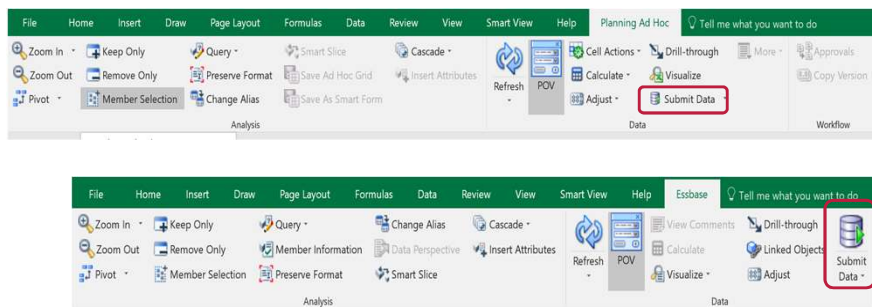 File Home Insert Draw Page Layout Formulas Data Review View Smart View Help Planning Ad Hoc Tell me what you want to do
Zoom In Keep Only Query Smart Slice Cascade Cell Actions Drill-through More Approvals
Zoom Out Remove Only Preserve Format Save Ad Hoc Grid Insert Attributes Refresh POV Calculate Visualize Copy Version
Pivot Member Selection Change Alias Save As Smart Form Adjust Submit Data
Analysis Data Workflow
File Home Insert Draw Page Layout Formulas Data Review View Smart View Help Essbase Tell me what you want to do
Zoom In Keep Only Query Change Alias Cascade View Comments Drill-through
Zoom Out Remove Only Member Information Data Perspective Insert Attributes Refresh POV Calculate Linked Objects Submit
Pivot Member Selection Preserve Format Smart Slice Visualize Adjust Data
Analysis Data